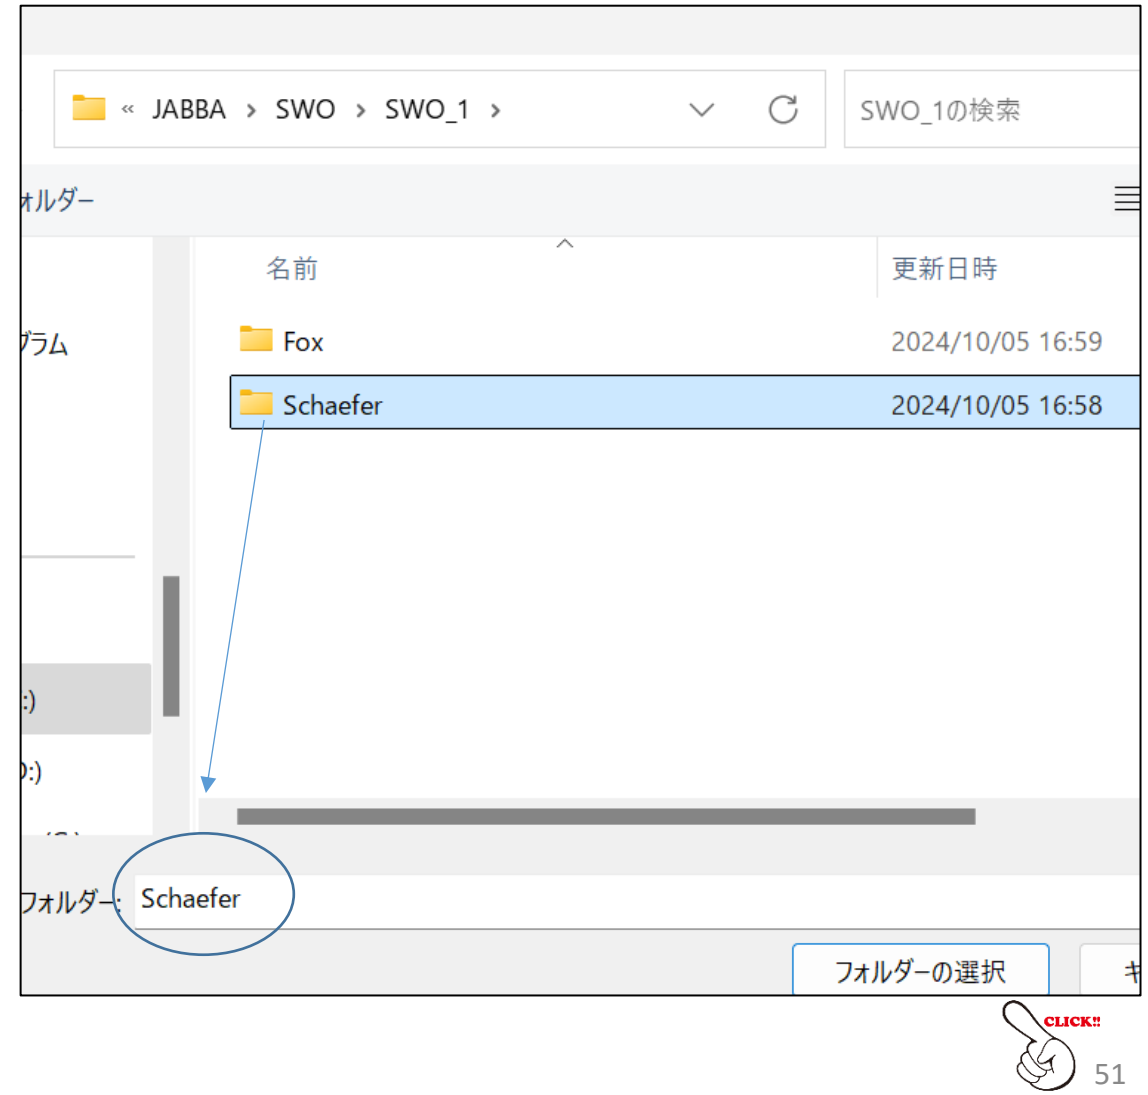 « JABBA > SWO > SWO_1 >
SWO_1の検索
ォルダー
名前
更新日時
グラム
Fox
2024/10/05 16:59
Schaefer
2024/10/05 16:58
:)
D:)
フォルダー:
Schaefer
フォルダーの選択
キ
CLICK!!
51